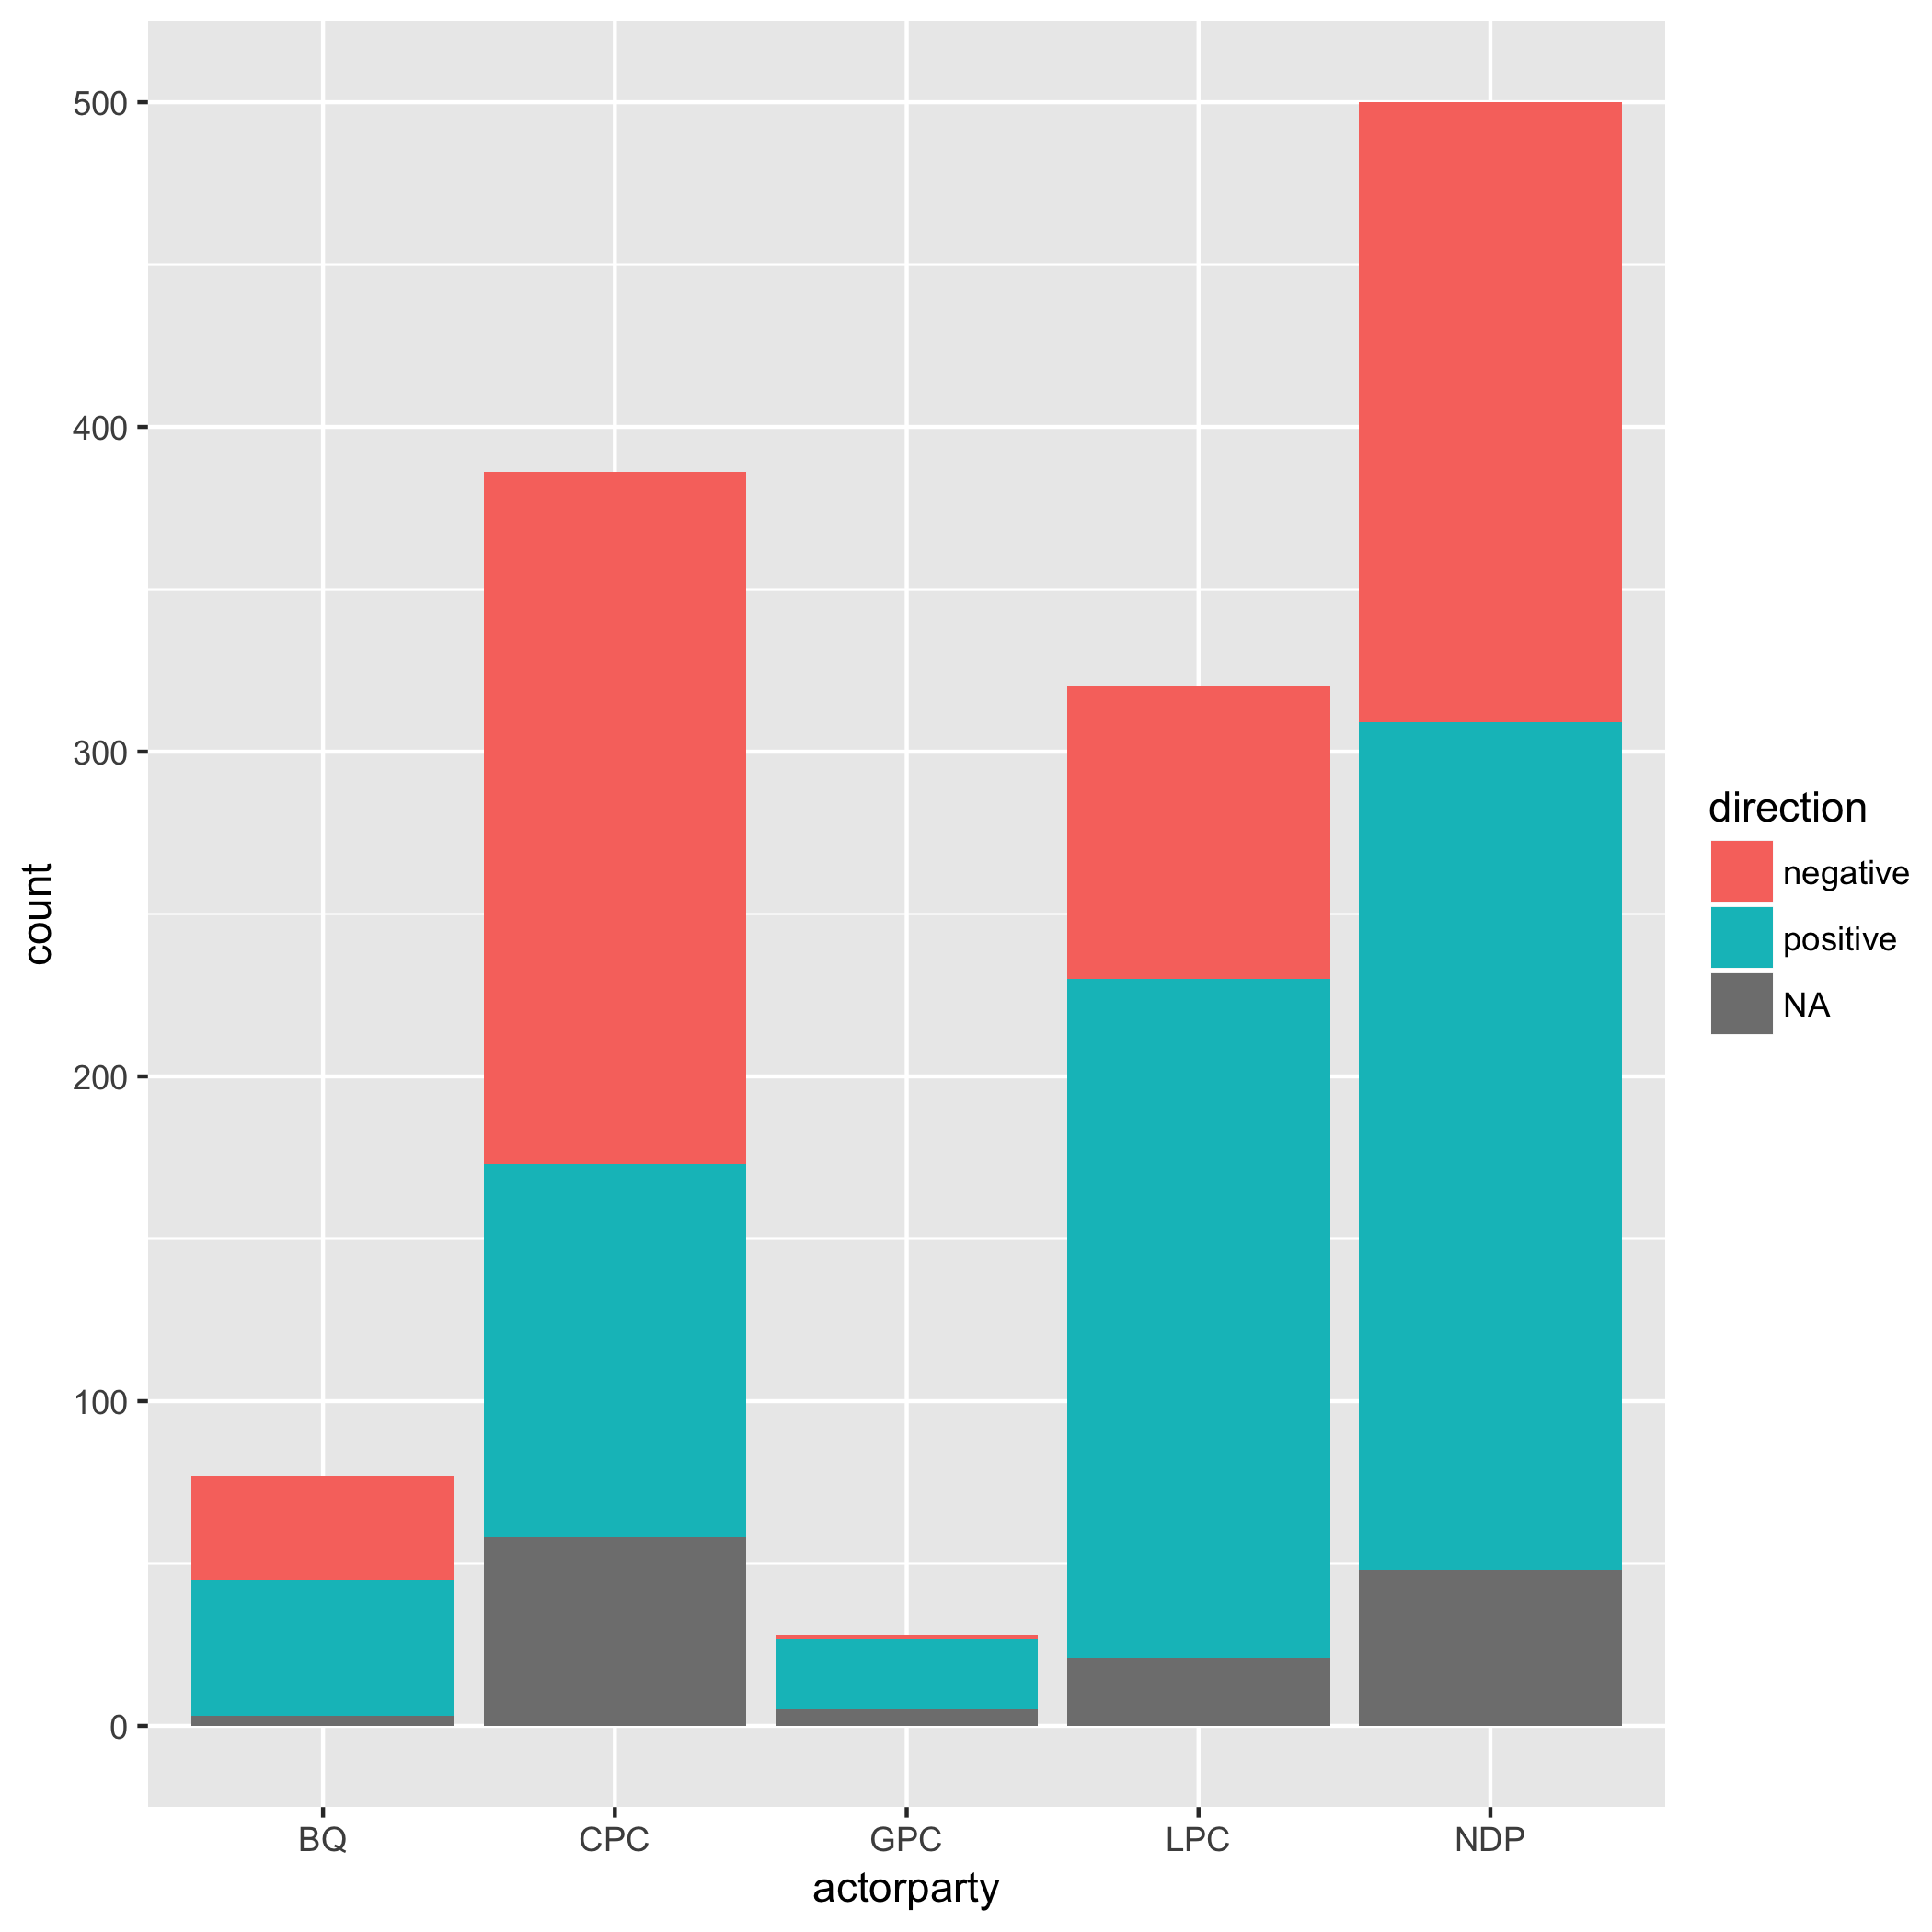 500
400
300
200
100
0
count
BQ CPC GPC LPC NDP
actorparty
direction
negative
positive
NA